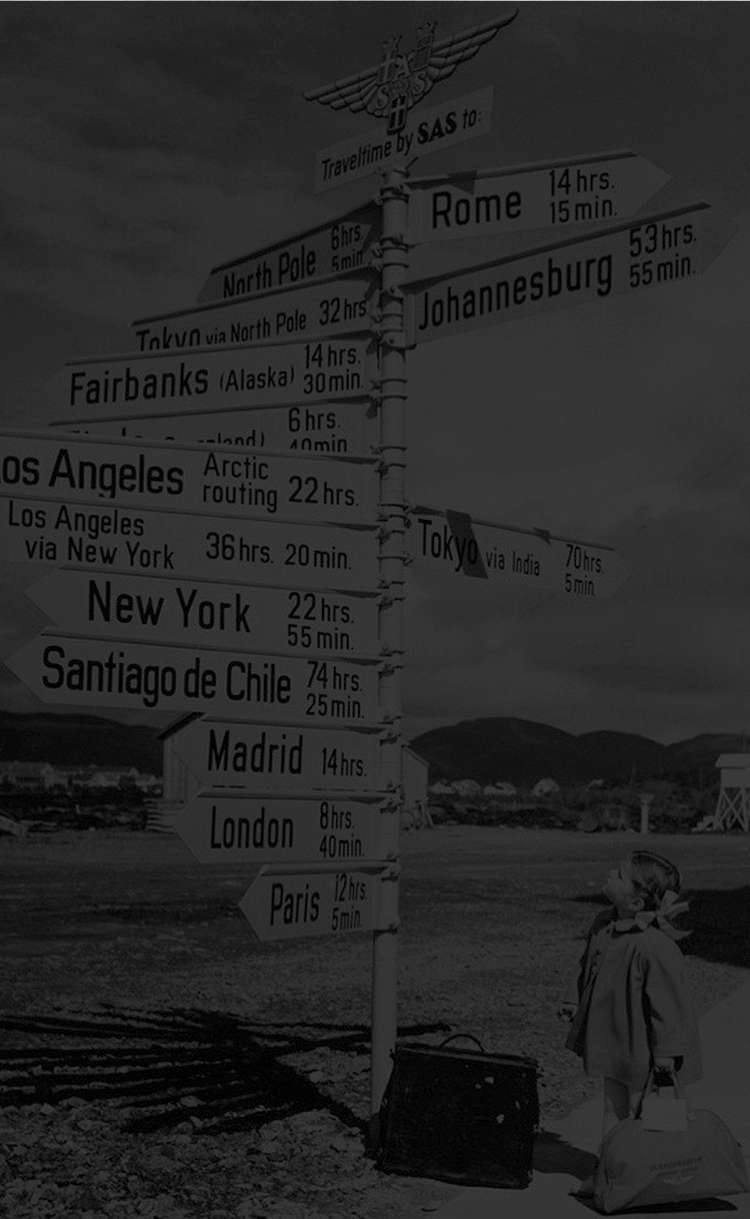 SAS
Traveltime by SAS to:
Rome 14 hrs.
15 min.
North Pole 6 hrs.
5 min.
Johannesburg 53 hrs.
55 min.
Tokyo via North Pole 32 hrs.
Fairbanks (Alaska) 14 hrs.
30 min.
6 hrs.
40 min.
Los Angeles Arctic routing 22 hrs.
Los Angeles
via New York 36 hrs. 20 min.
Tokyo via India 70 hrs.
5 min.
New York 22 hrs.
55 min.
Santiago de Chile 74 hrs.
25 min.
Madrid 14 hrs.
London 8 hrs.
40 min.
Paris 12 hrs.
5 min.